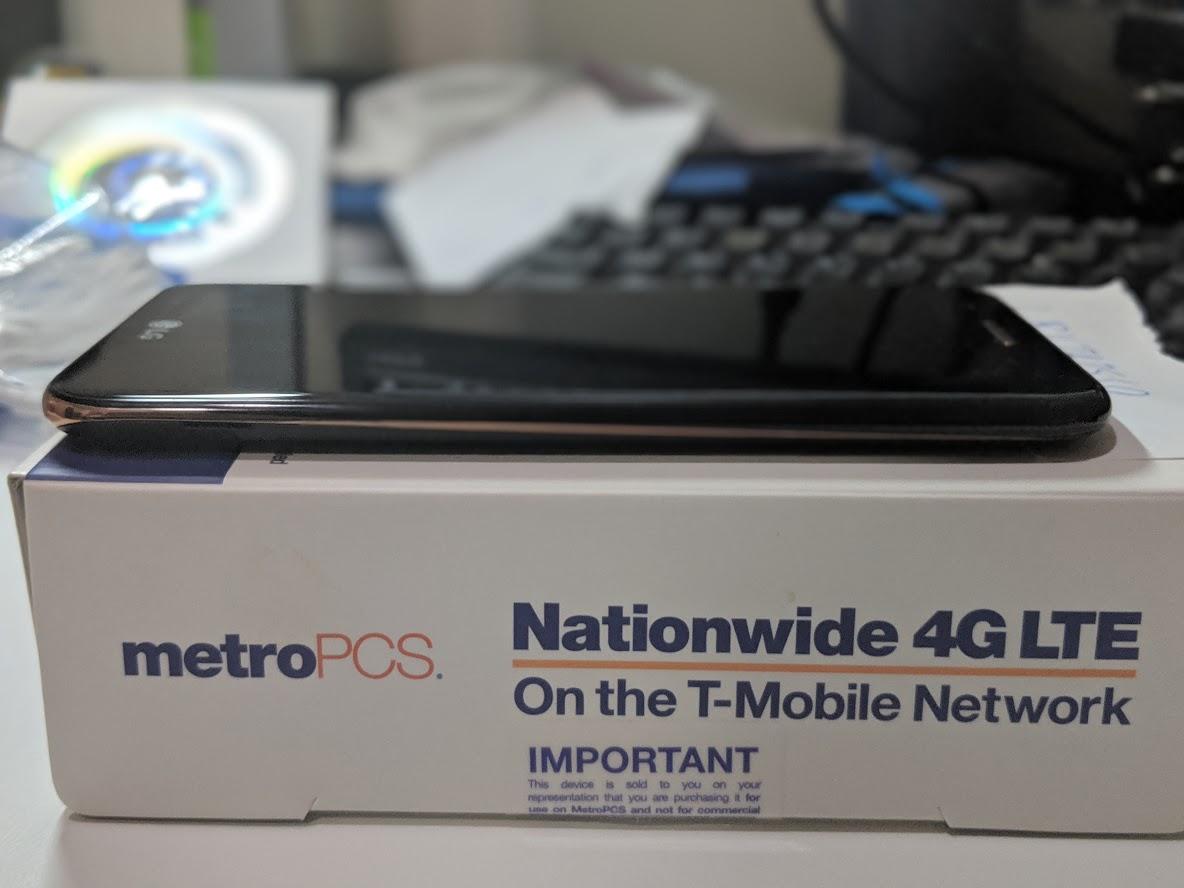 LG
metroPCS.
Nationwide 4G LTE
On the T-Mobile Network
IMPORTANT
This device is sold to you on your
representation that you are purchasing it for
use on MetroPCS and not for commercial